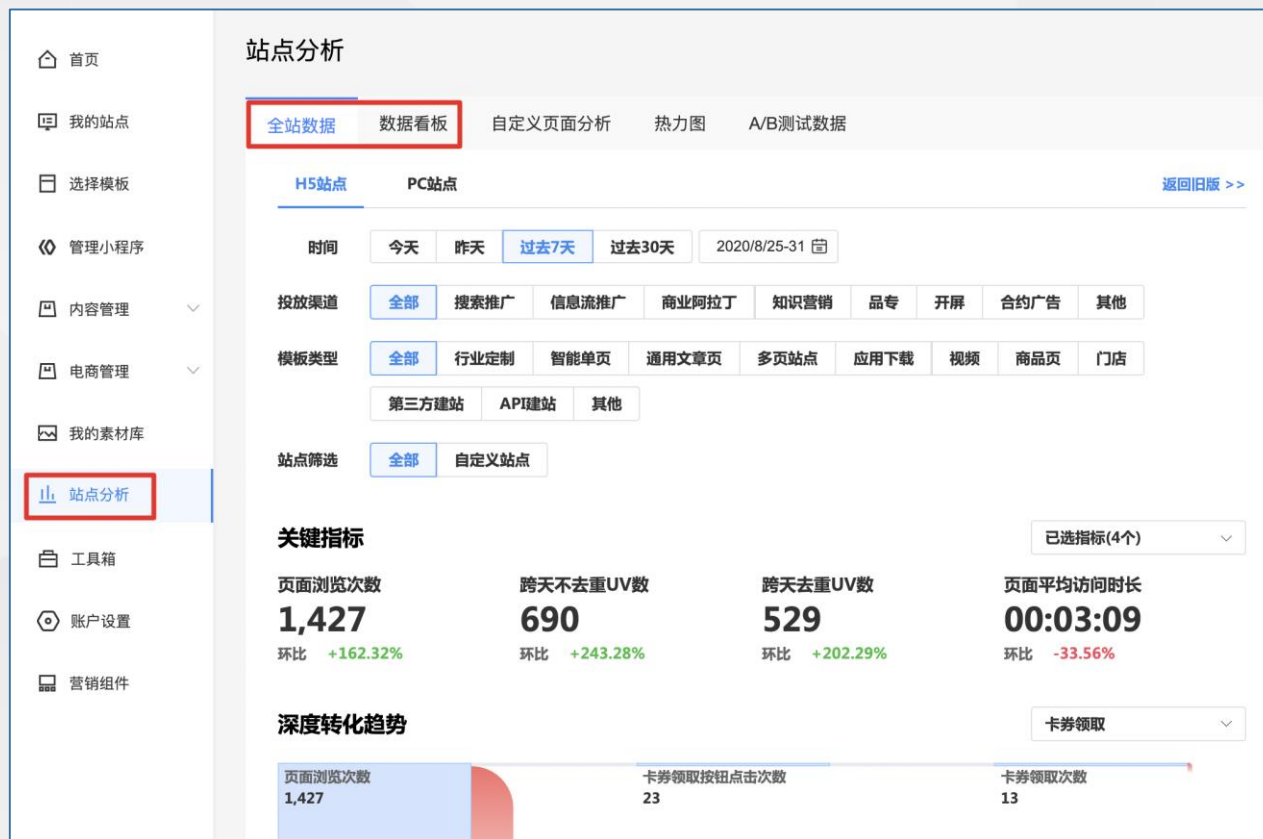 首页
我的站点
选择模板
管理小程序
内容管理
电商管理
我的素材库
站点分析
工具箱
账户设置
营销组件
站点分析
全站数据 数据看板 自定义页面分析 热力图 A/B测试数据
H5站点 PC站点 返回旧版 >>
时间 今天 昨天 过去7天 过去30天 2020/8/25-31
投放渠道 全部 搜索推广 信息流推广 商业阿拉丁 知识营销 品专 开屏 合约广告 其他
模板类型 全部 行业定制 智能单页 通用文章页 多页站点 应用下载 视频 商品页 门店
第三方建站 API建站 其他
站点筛选 全部 自定义站点
关键指标 已选指标(4个)
页面浏览次数 跨天不去重UV数 跨天去重UV数 页面平均访问时长
1,427 690 529 00:03:09
环比 +162.32% 环比 +243.28% 环比 +202.29% 环比 -33.56%
深度转化趋势 卡券领取
页面浏览次数 卡券领取按钮点击次数 卡券领取次数
1,427 23 13